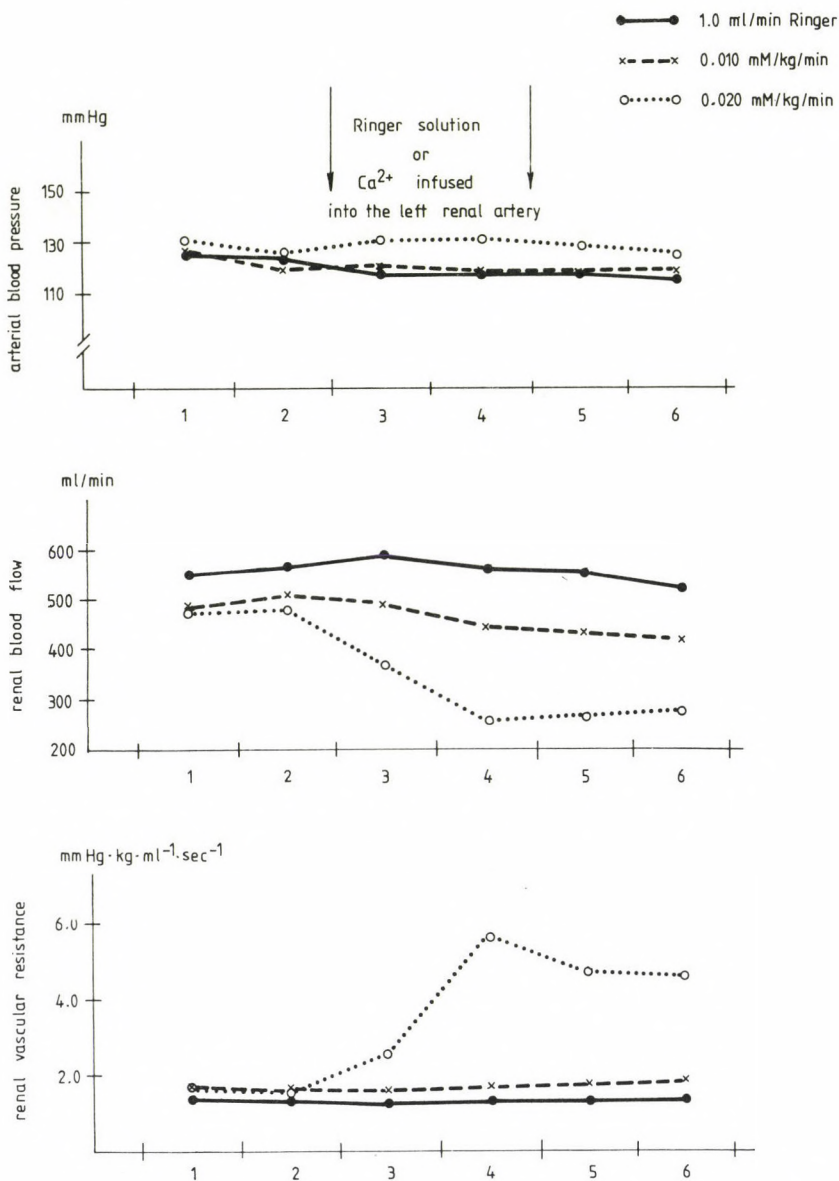 1.0 ml/min Ringer
0.010 mM/kg/min
0.020 mM/kg/min
mmHg
Ringer solution
or
Ca²⁺ infused
into the left renal artery
150
130
110
arterial blood pressure
1 2 3 4 5 6
ml/min
600
500
400
300
200
renal blood flow
1 2 3 4 5 6
mmHg·kg·ml⁻¹·sec⁻¹
6.0
4.0
2.0
renal vascular resistance
1 2 3 4 5 6